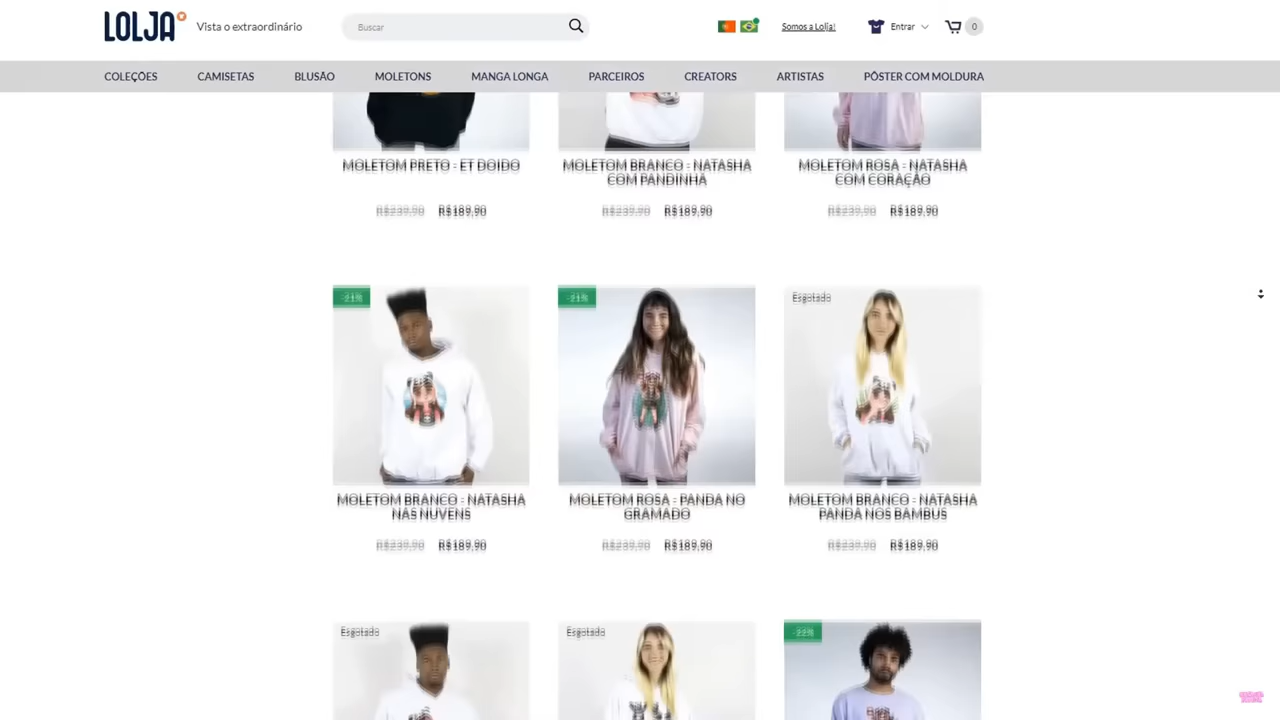 LOLJA
Vista o extraordinário
Buscar
Somos a Lolja!
Entrar
0
COLEÇÕES CAMISETAS BLUSÃO MOLETONS MANGA LONGA PARCEIROS CREATORS ARTISTAS PÔSTER COM MOLDURA
MOLETOM PRETO - ET DOIDO
R$239,90 R$189,90
MOLETOM BRANCO - NATASHA
COM PANDINHA
R$239,90 R$189,90
MOLETOM ROSA - NATASHA
COM CORAÇÃO
R$239,90 R$189,90
-21%
MOLETOM BRANCO - NATASHA
NAS NUVENS
R$239,90 R$189,90
-21%
MOLETOM ROSA - PANDA NO
GRAMADO
R$239,90 R$189,90
Esgotado
MOLETOM BRANCO - NATASHA
PANDA NOS BAMBUS
R$239,90 R$189,90
Esgotado
Esgotado
-22%